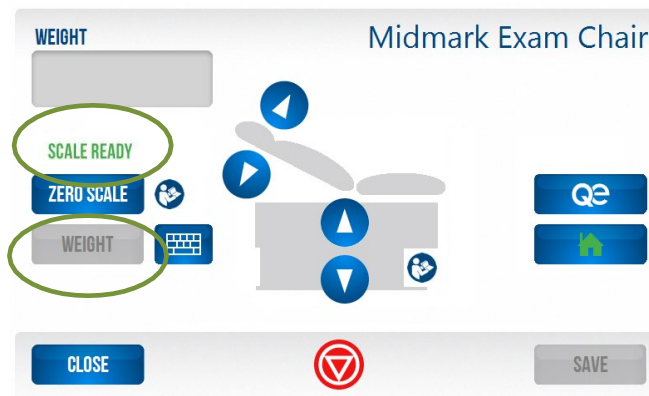 WEIGHT
Midmark Exam Chair
SCALE READY
ZERO SCALE
Qe
WEIGHT
CLOSE
SAVE